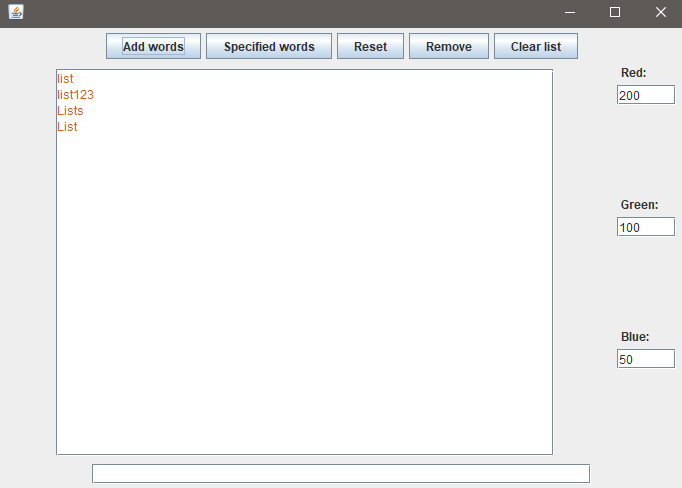 Add words Specified words Reset Remove Clear list
list
list123
Lists
List
Red:
200
Green:
100
Blue:
50